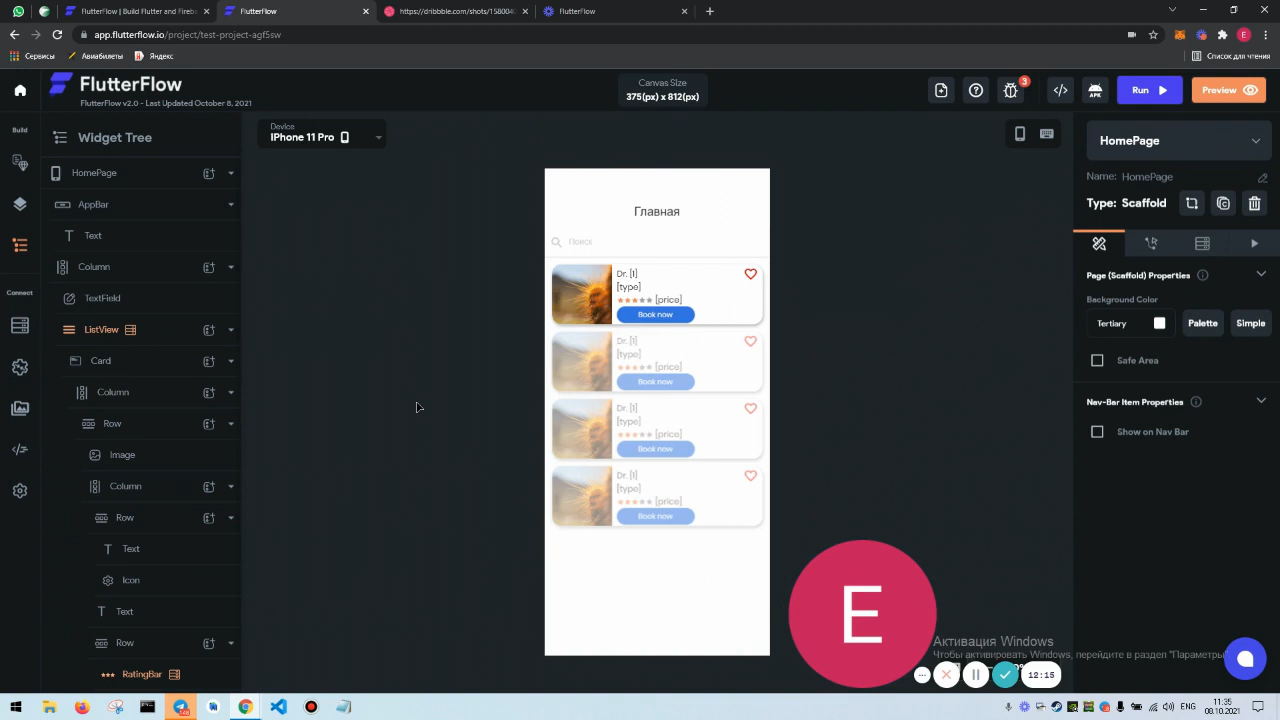 FlutterFlow | Build Flutter and Fireb
FlutterFlow
https://dribbble.com/shots/158004
FlutterFlow
app.flutterflow.io/project/test-project-agf5sw
Сервисы
Авиабилеты
Яндекс
Список для чтения
FlutterFlow
FlutterFlow v2.0 - Last Updated October 8, 2021
Canvas Size
375(px) x 812(px)
3
Run
Preview
APK
Build
Widget Tree
Device
iPhone 11 Pro
HomePage
AppBar
Text
Column
Connect
TextField
ListView
Card
Column
Row
Image
Column
Row
Text
Icon
Text
Row
RatingBar
Главная
Поиск
Dr. [1]
[type]
[price]
Book now
Dr. [1]
[type]
[price]
Book now
Dr. [1]
[type]
[price]
Book now
Dr. [1]
[type]
[price]
Book now
HomePage
Name: HomePage
Type: Scaffold
Page (Scaffold) Properties
Background Color
Tertiary
Palette
Simple
Safe Area
Nav-Bar Item Properties
Show on Nav Bar
E
Активация Windows
Чтобы активировать Windows, перейдите в раздел "Параметры
12:15
ENG
11:35
08.10.2021